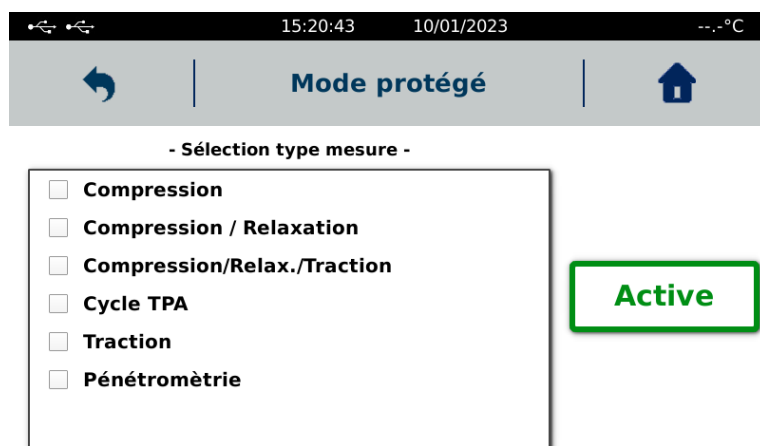 15:20:43 10/01/2023 --.-°C
Mode protégé
- Sélection type mesure -
Compression
Compression / Relaxation
Compression/Relax./Traction
Cycle TPA
Traction
Pénétromètrie
Active